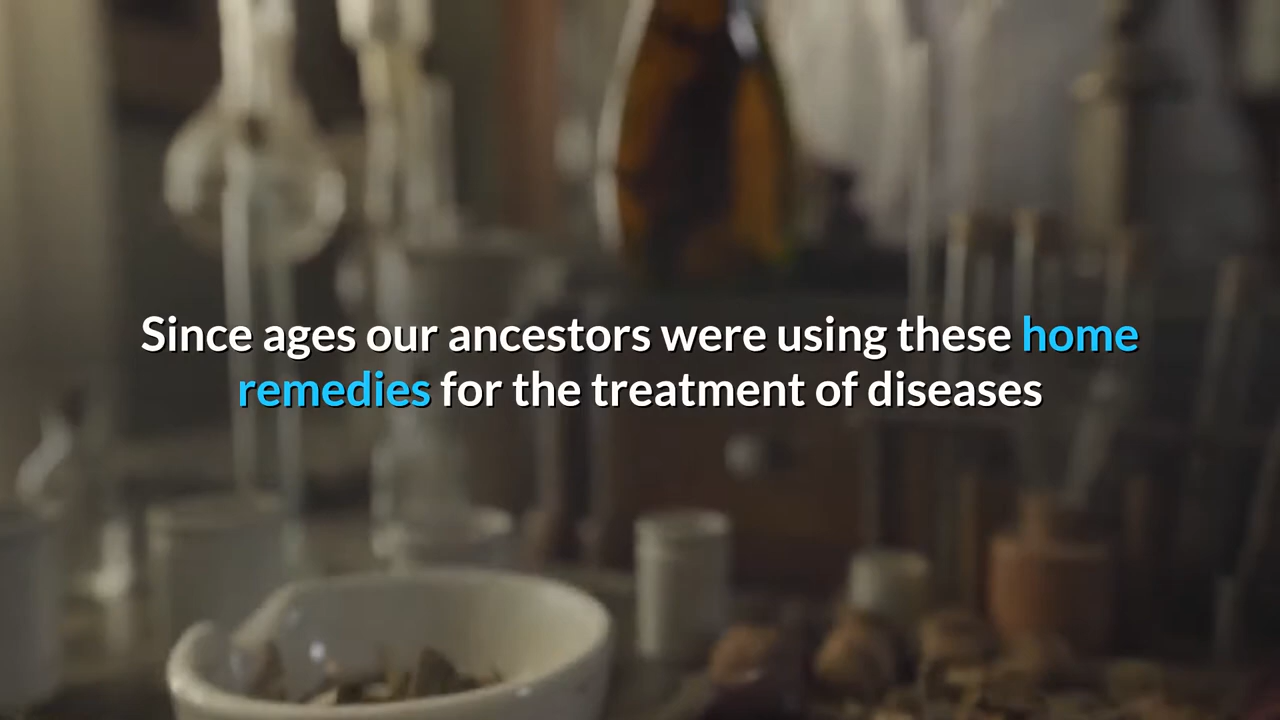 Since ages our ancestors were using these home
remedies for the treatment of diseases